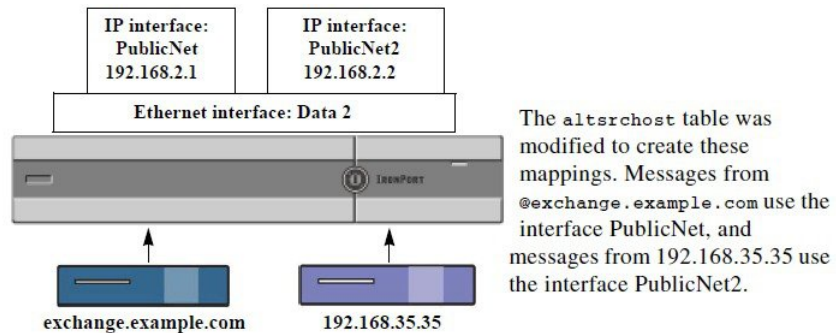 IP interface:
PublicNet
192.168.2.1
IP interface:
PublicNet2
192.168.2.2
Ethernet interface: Data 2
IRONPORT
exchange.example.com
192.168.35.35
The altsrchost table was
modified to create these
mappings. Messages from
@exchange.example.com use the
interface PublicNet, and
messages from 192.168.35.35 use
the interface PublicNet2.